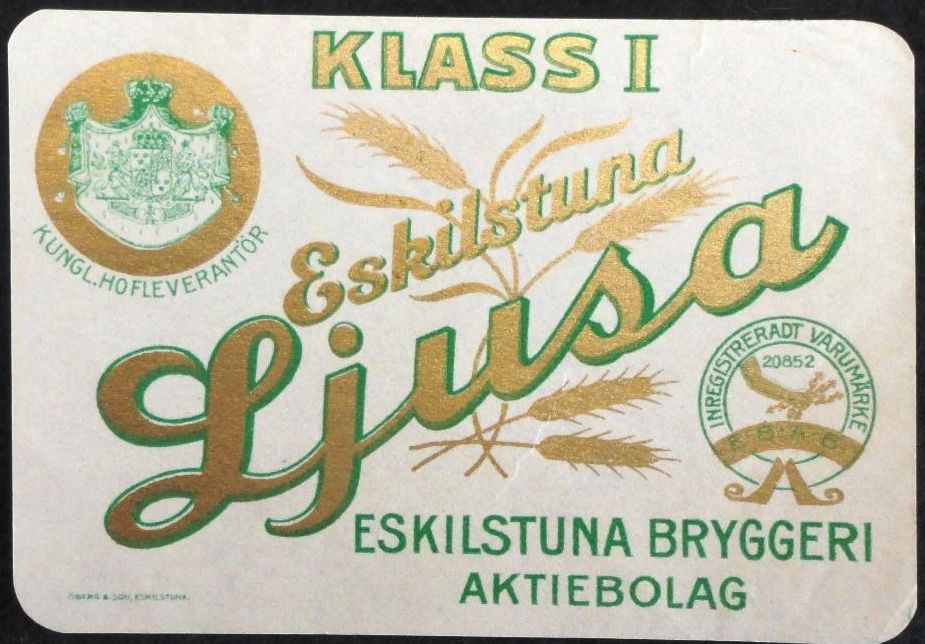 KLASS I
KUNGL. HOFLEVERANTÖR
Eskilstuna
Ljusa
INREGISTRERADT VARUMÄRKE
20852
ESKILSTUNA BRYGGERI
AKTIEBOLAG
ÖBERG & SON, ESKILSTUNA.